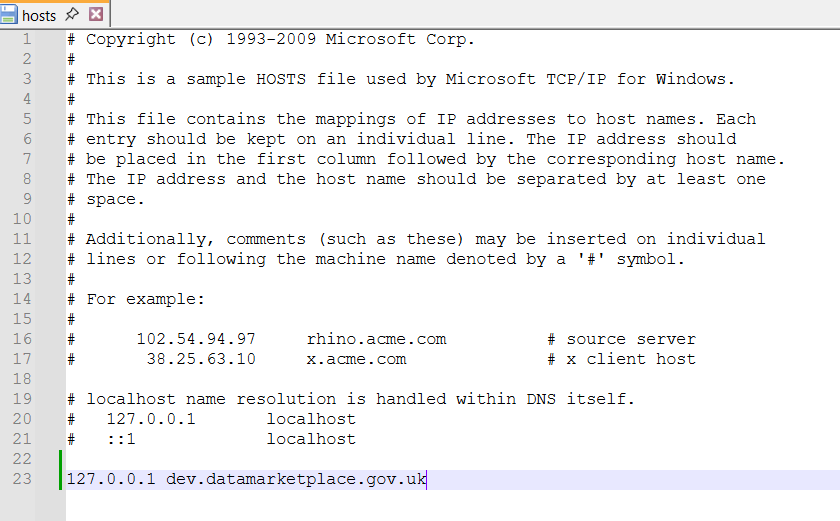 hosts
1 # Copyright (c) 1993-2009 Microsoft Corp.
2 #
3 # This is a sample HOSTS file used by Microsoft TCP/IP for Windows.
4 #
5 # This file contains the mappings of IP addresses to host names. Each
6 # entry should be kept on an individual line. The IP address should
7 # be placed in the first column followed by the corresponding host name.
8 # The IP address and the host name should be separated by at least one
9 # space.
10 #
11 # Additionally, comments (such as these) may be inserted on individual
12 # lines or following the machine name denoted by a '#' symbol.
13 #
14 # For example:
15 #
16 #      102.54.94.97     rhino.acme.com          # source server
17 #       38.25.63.10     x.acme.com              # x client host
18
19 # localhost name resolution is handled within DNS itself.
20 #   127.0.0.1       localhost
21 #   ::1             localhost
22
23 127.0.0.1 dev.datamarketplace.gov.uk